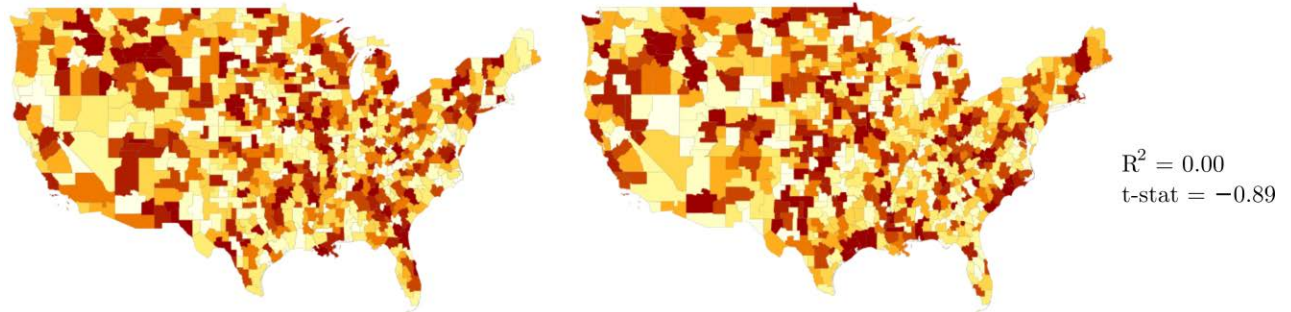 R² = 0.00
t-stat = −0.89